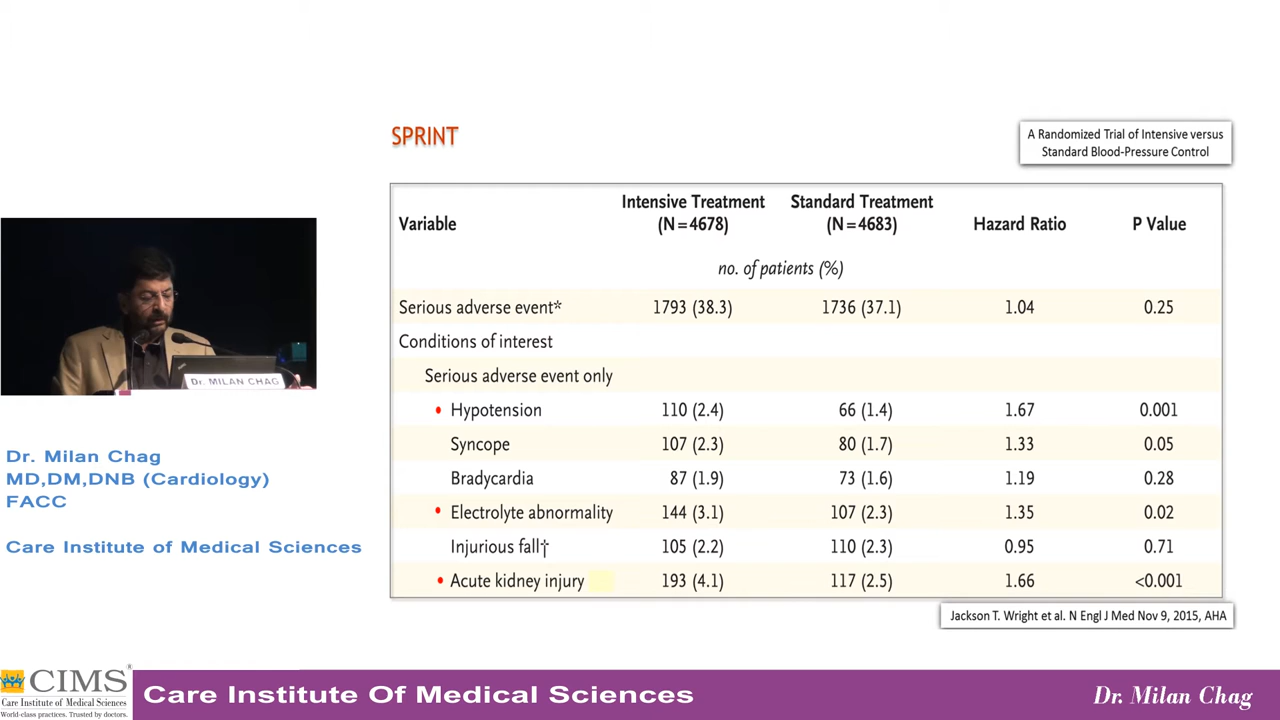 SPRINT
A Randomized Trial of Intensive versus
Standard Blood-Pressure Control
Variable
Intensive Treatment
(N=4678)
Standard Treatment
(N=4683)
Hazard Ratio
P Value
no. of patients (%)
Serious adverse event* 1793 (38.3) 1736 (37.1) 1.04 0.25
Conditions of interest
Serious adverse event only
• Hypotension 110 (2.4) 66 (1.4) 1.67 0.001
Syncope 107 (2.3) 80 (1.7) 1.33 0.05
Bradycardia 87 (1.9) 73 (1.6) 1.19 0.28
• Electrolyte abnormality 144 (3.1) 107 (2.3) 1.35 0.02
Injurious fall† 105 (2.2) 110 (2.3) 0.95 0.71
• Acute kidney injury 193 (4.1) 117 (2.5) 1.66 <0.001
Jackson T. Wright et al. N Engl J Med Nov 9, 2015, AHA
Dr. MILAN CHAG
Dr. Milan Chag
MD,DM,DNB (Cardiology)
FACC
Care Institute of Medical Sciences
CIMS®
Care Institute of Medical Sciences
World-class practices. Trusted by doctors.
Care Institute Of Medical Sciences
Dr. Milan Chag